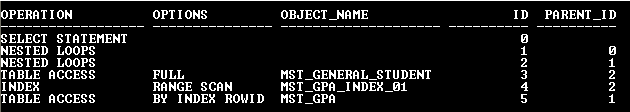 OPERATION OPTIONS OBJECT_NAME ID PARENT_ID
SELECT STATEMENT 0
NESTED LOOPS 1 0
NESTED LOOPS 2 1
TABLE ACCESS FULL MST_GENERAL_STUDENT 3 2
INDEX RANGE SCAN MST_GPA_INDEX_01 4 2
TABLE ACCESS BY INDEX ROWID MST_GPA 5 1